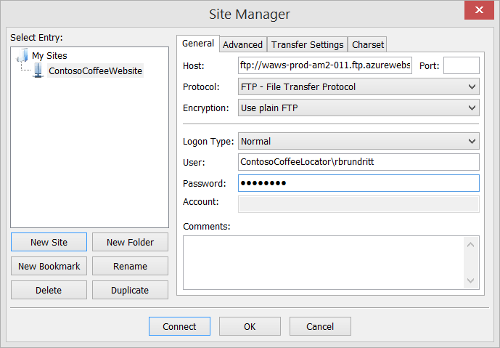 Site Manager
Select Entry:
My Sites
ContosoCoffeeWebsite
New Site
New Folder
New Bookmark
Rename
Delete
Duplicate
General
Advanced
Transfer Settings
Charset
Host:
ftp://waws-prod-am2-011.ftp.azurewebs
Port:
Protocol:
FTP - File Transfer Protocol
Encryption:
Use plain FTP
Logon Type:
Normal
User:
ContosoCoffeeLocator\rbrundritt
Password:
●●●●●●●●
Account:
Comments:
Connect
OK
Cancel